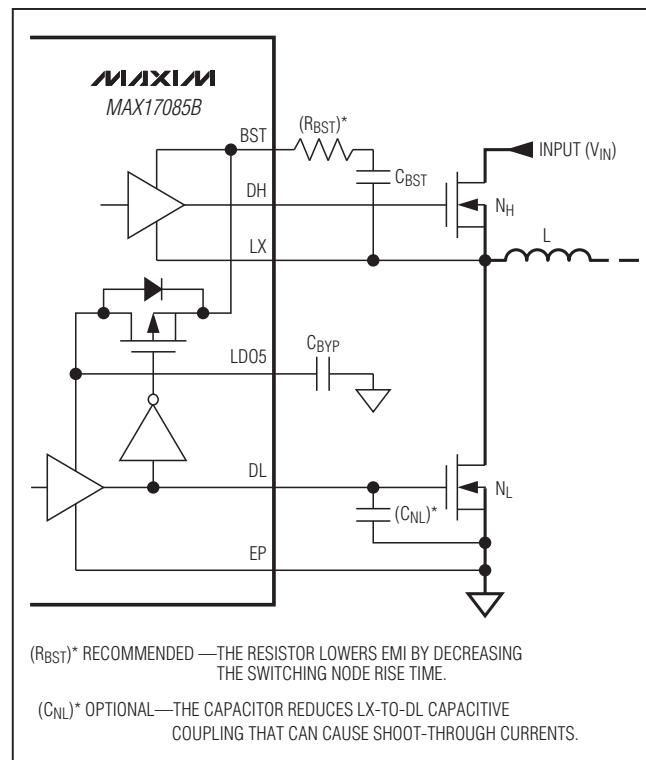 MAXIM
MAX17085B
BST
(RBST)*
INPUT (VIN)
CBST
DH
NH
L
LX
CBYP
LDO5
DL
NL
(CNL)*
EP
(RBST)* RECOMMENDED —THE RESISTOR LOWERS EMI BY DECREASING
THE SWITCHING NODE RISE TIME.
(CNL)* OPTIONAL—THE CAPACITOR REDUCES LX-TO-DL CAPACITIVE
COUPLING THAT CAN CAUSE SHOOT-THROUGH CURRENTS.